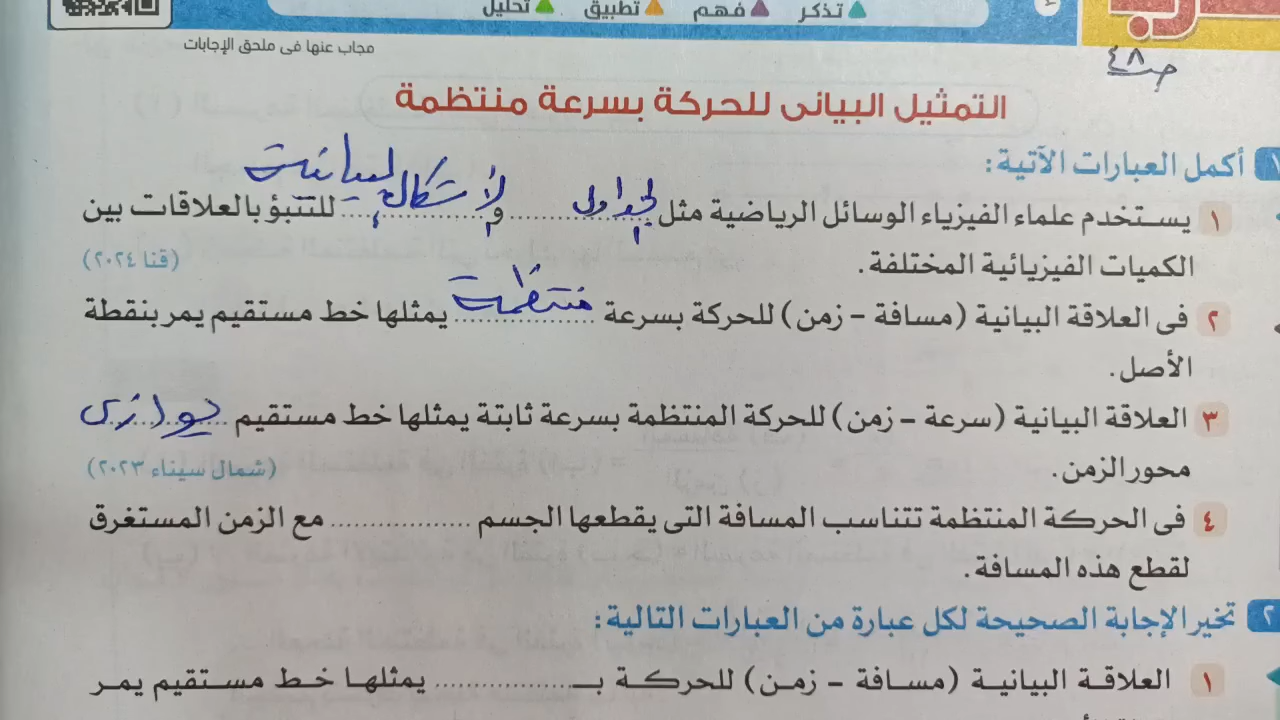 تذكر فهم تطبيق تحليل
مجاب عنها فى ملحق الإجابات
ص ٤٨
التمثيل البيانى للحركة بسرعة منتظمة
١ أكمل العبارات الآتية:
١ يستخدم علماء الفيزياء الوسائل الرياضية مثل الجداول و الأشكال البيانية للتنبؤ بالعلاقات بين
الكميات الفيزيائية المختلفة. (قنا ٢٠٢٤)
٢ فى العلاقة البيانية (مسافة - زمن) للحركة بسرعة منتظمة يمثلها خط مستقيم يمر بنقطة
الأصل.
٣ العلاقة البيانية (سرعة - زمن) للحركة المنتظمة بسرعة ثابتة يمثلها خط مستقيم يوازى
محور الزمن. (شمال سيناء ٢٠٢٣)
٤ فى الحركة المنتظمة تتناسب المسافة التى يقطعها الجسم .................. مع الزمن المستغرق
لقطع هذه المسافة.
٢ تخير الإجابة الصحيحة لكل عبارة من العبارات التالية:
١ العلاقة البيانية (مسافة - زمن) للحركة بـ .................. يمثلها خط مستقيم يمر